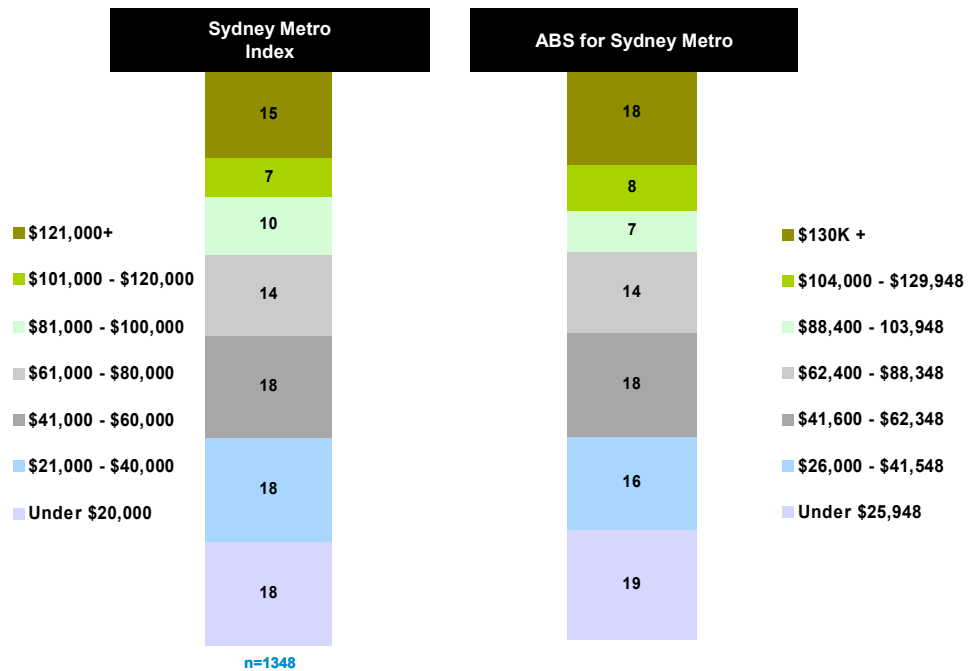 Sydney Metro
Index
ABS for Sydney Metro
15
7
10
14
18
18
18
n=1348
18
8
7
14
18
16
19
$121,000+
$101,000 - $120,000
$81,000 - $100,000
$61,000 - $80,000
$41,000 - $60,000
$21,000 - $40,000
Under $20,000
$130K +
$104,000 - $129,948
$88,400 - 103,948
$62,400 - $88,348
$41,600 - $62,348
$26,000 - $41,548
Under $25,948